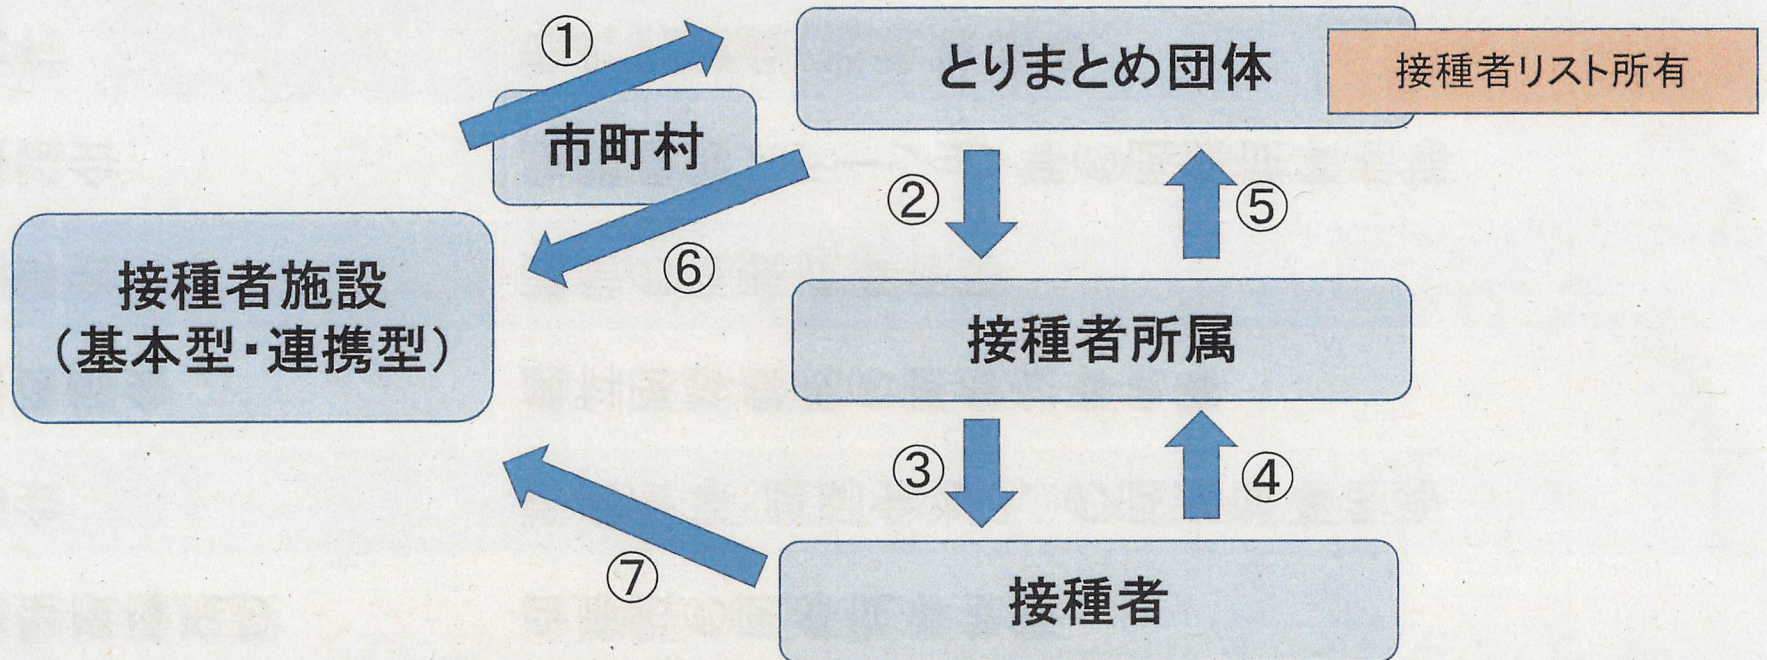 ①
とりまとめ団体
接種者リスト所有
市町村
②
⑤
⑥
接種者施設
（基本型・連携型）
接種者所属
③
④
⑦
接種者